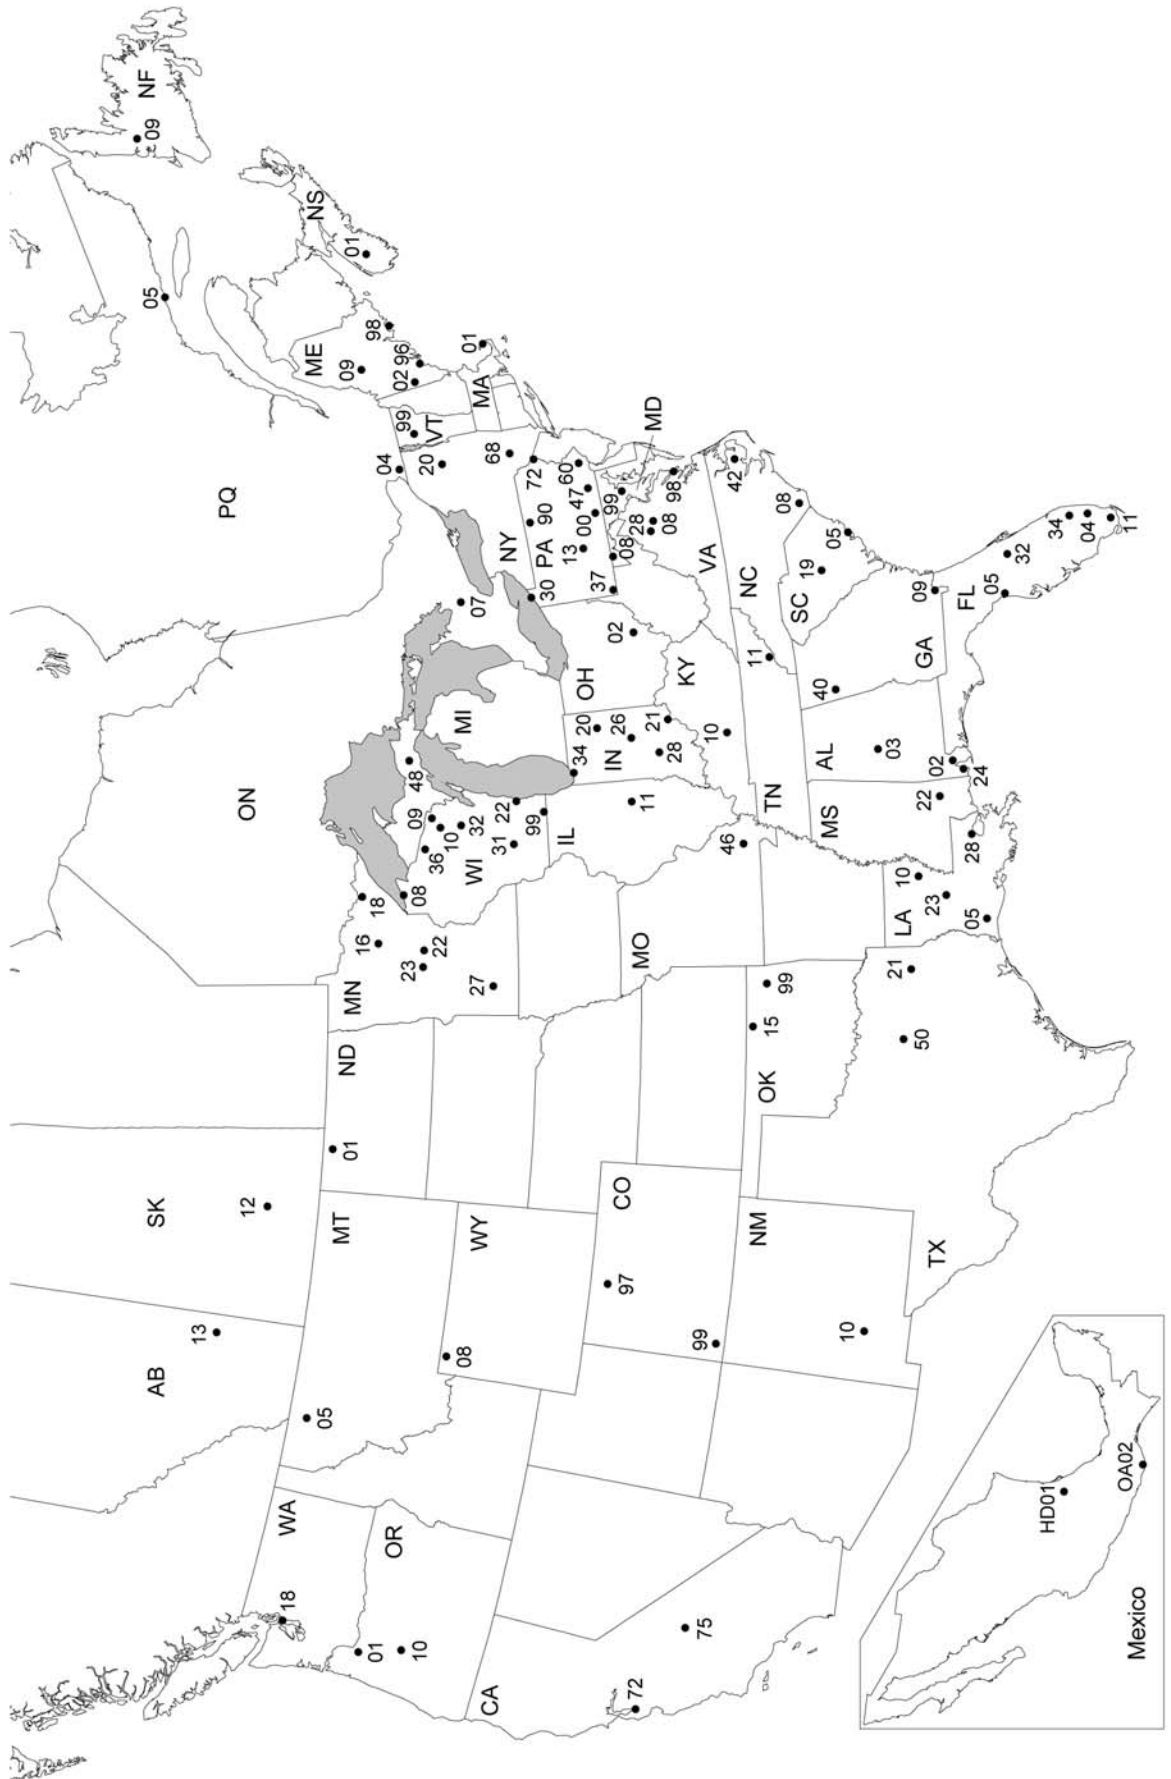 AB
13
SK
12
ON
PQ
05
NF
09
NS
01
WA
18
01
OR
10
CA
72
75
MT
05
ND
01
WY
08
CO
97
99
NM
10
TX
50
21
OK
15
99
MN
18
16
23
22
27
WI
08
36
09
10
32
31
22
99
MI
48
07
IL
11
IN
34
20
26
28
21
OH
02
KY
10
TN
11
MO
46
LA
10
23
05
MS
22
28
AL
03
02
24
GA
40
09
FL
05
32
34
04
11
SC
19
05
NC
08
42
VA
28
08
98
MD
99
PA
30
90
72
13
00
47
60
37
08
NY
04
20
68
VT
99
MA
01
ME
09
02
96
98
Mexico
HD01
OA02